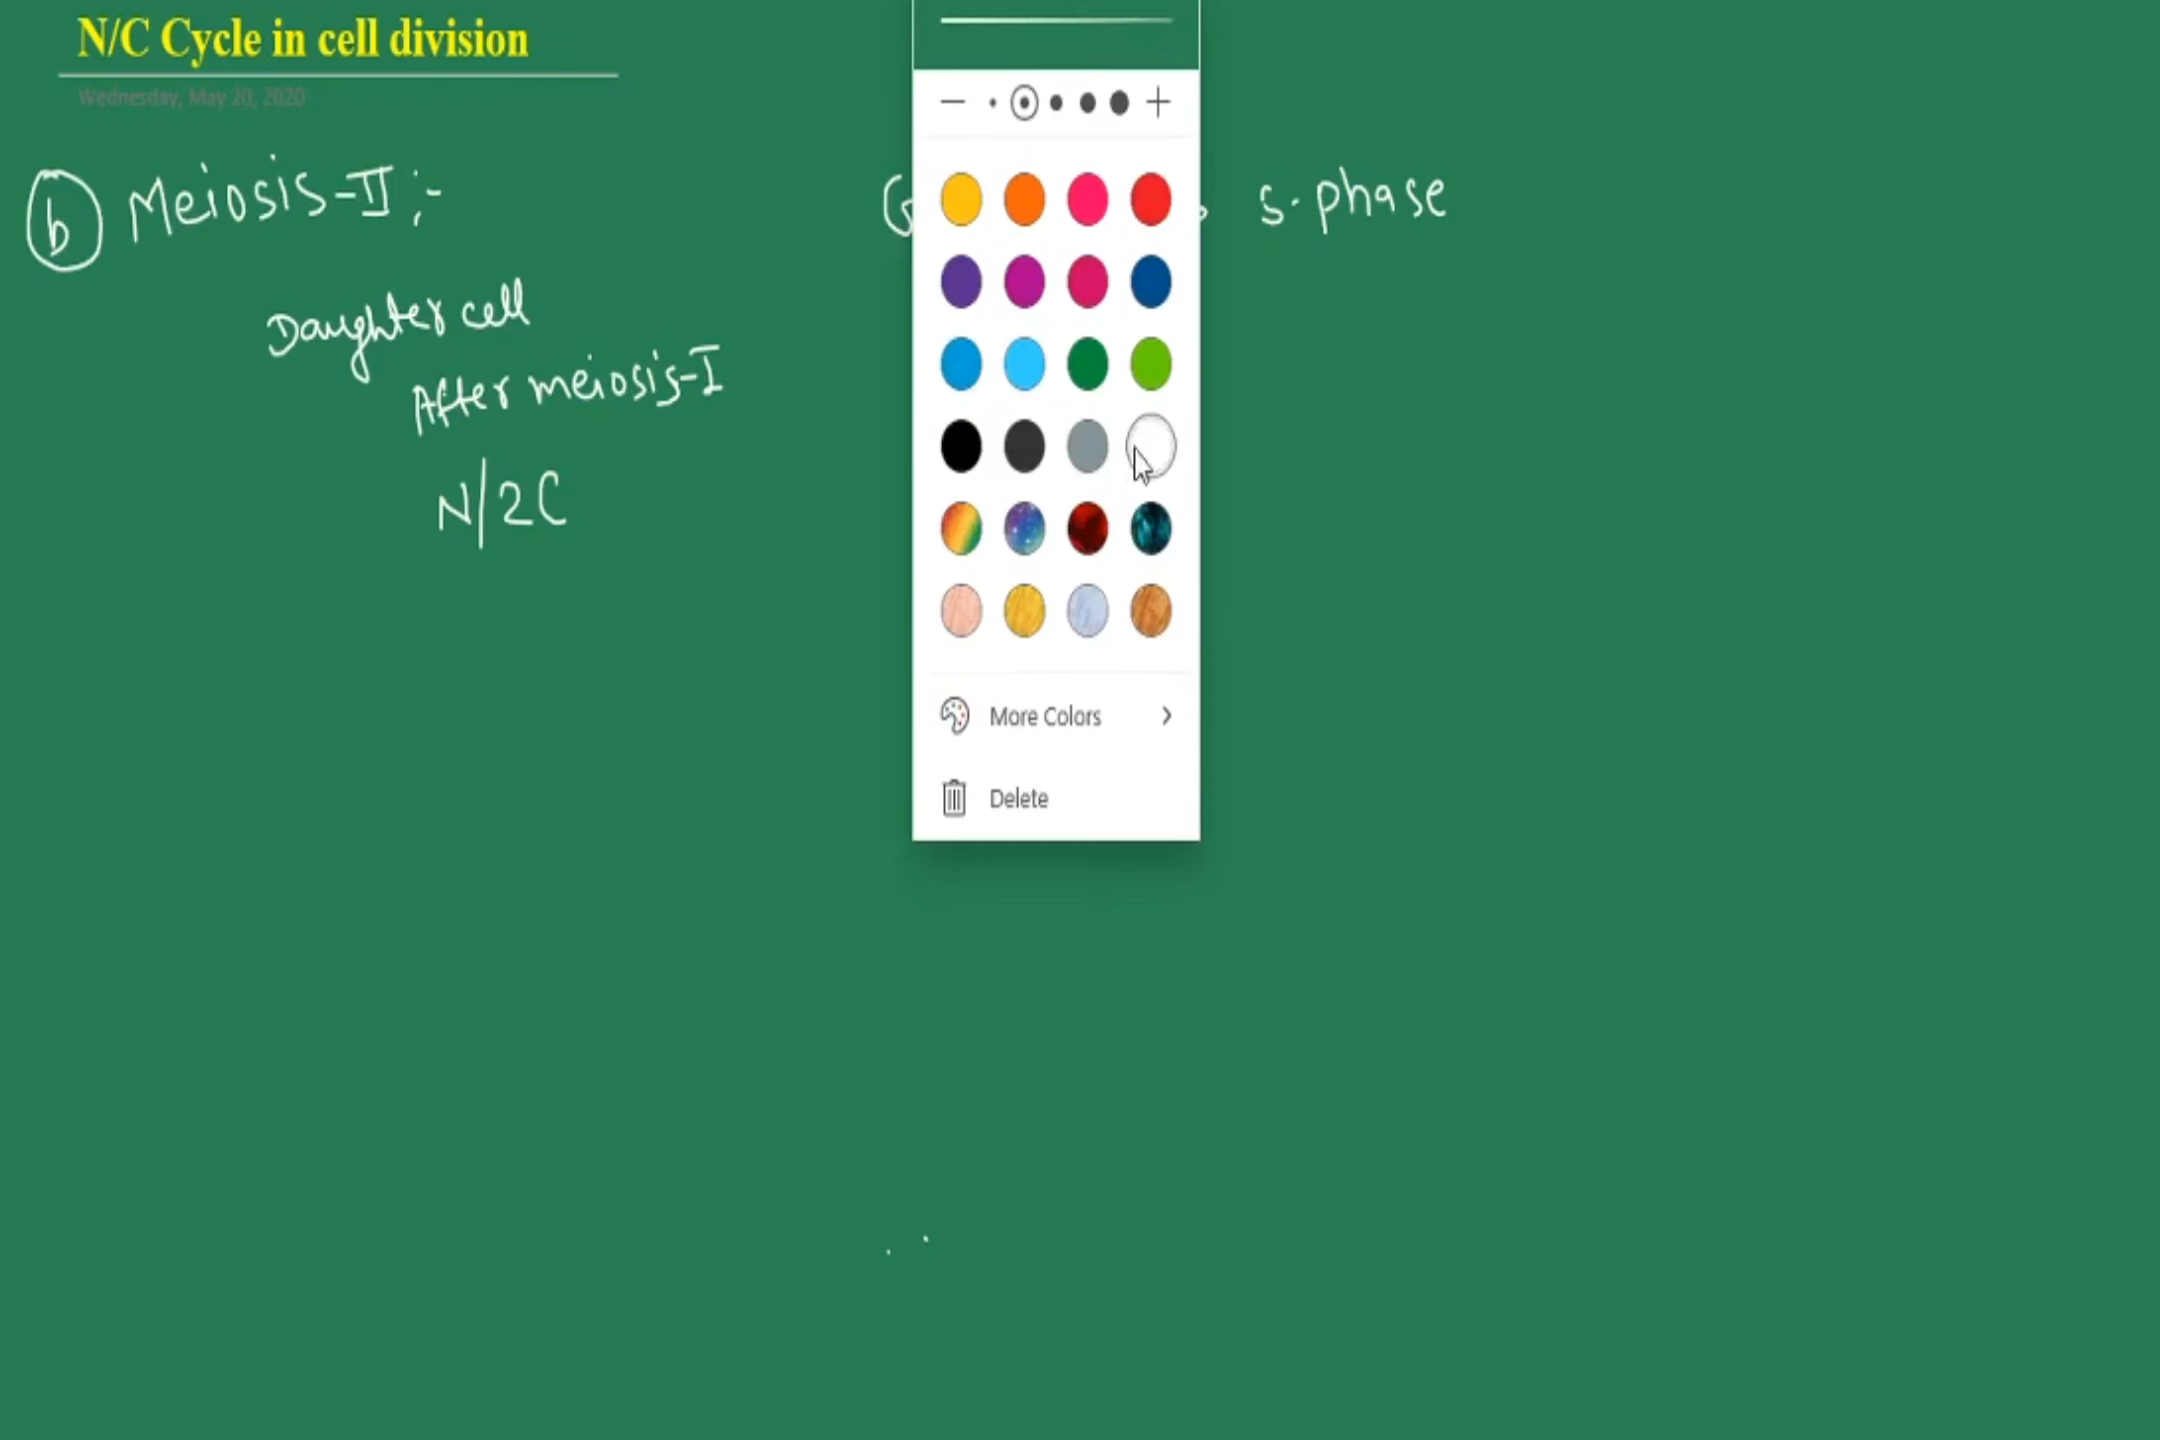 N/C Cycle in cell division
Wednesday, May 20, 2020
b Meiosis-II :-
S-phase
Daughter cell
After meiosis-I
N/2C
More Colors
Delete